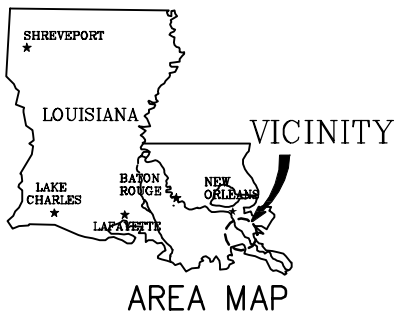 SHREVEPORT
LOUISIANA
VICINITY
BATON
ROUGE
NEW
ORLEANS
LAKE
CHARLES
LAFAYETTE
AREA MAP